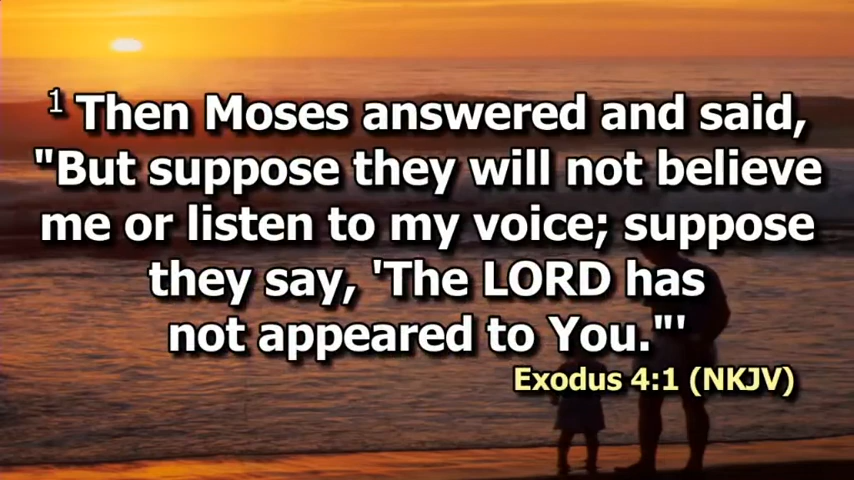 1 Then Moses answered and said,
"But suppose they will not believe
me or listen to my voice; suppose
they say, 'The LORD has
not appeared to You."'
Exodus 4:1 (NKJV)